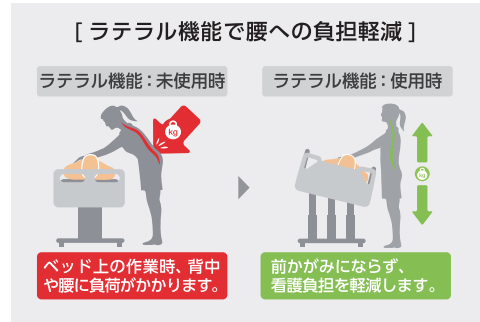 [ ラテラル機能で腰への負担軽減 ]
ラテラル機能：未使用時
ラテラル機能：使用時
kg
kg
ベッド上の作業時、背中
や腰に負荷がかかります。
前かがみにならず、
看護負担を軽減します。